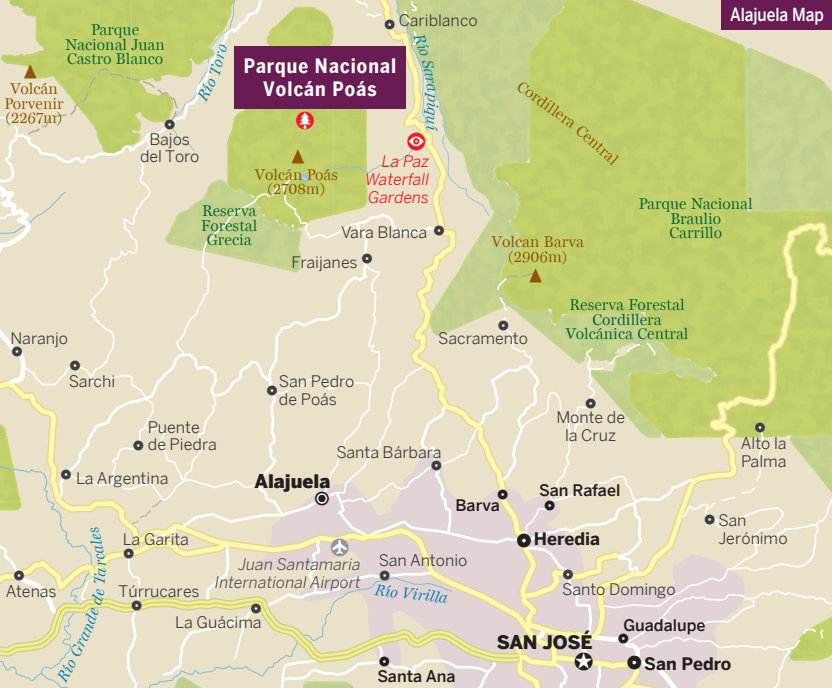 Alajuela Map
Cariblanco
Parque
Nacional Juan
Castro Blanco
Río Toro
Río Sarapiquí
Parque Nacional
Volcán Poás
Volcán
Porvenir
(2267m)
Cordillera Central
Bajos
del Toro
La Paz
Waterfall
Gardens
Volcán Poás
(2708m)
Parque Nacional
Braulio
Carrillo
Reserva
Forestal
Grecia
Vara Blanca
Volcan Barva
(2906m)
Fraijanes
Reserva Forestal
Cordillera
Volcánica Central
Naranjo
Sacramento
Sarchi
San Pedro
de Poás
Monte de
la Cruz
Puente
de Piedra
Alto la
Palma
Santa Bárbara
La Argentina
Alajuela
Barva
San Rafael
San
Jerónimo
La Garita
Heredia
Juan Santamaria
International Airport
San Antonio
Río Grande de Tarcales
Atenas
Túrrucares
Río Virilla
Santo Domingo
La Guácima
Guadalupe
SAN JOSÉ
San Pedro
Santa Ana